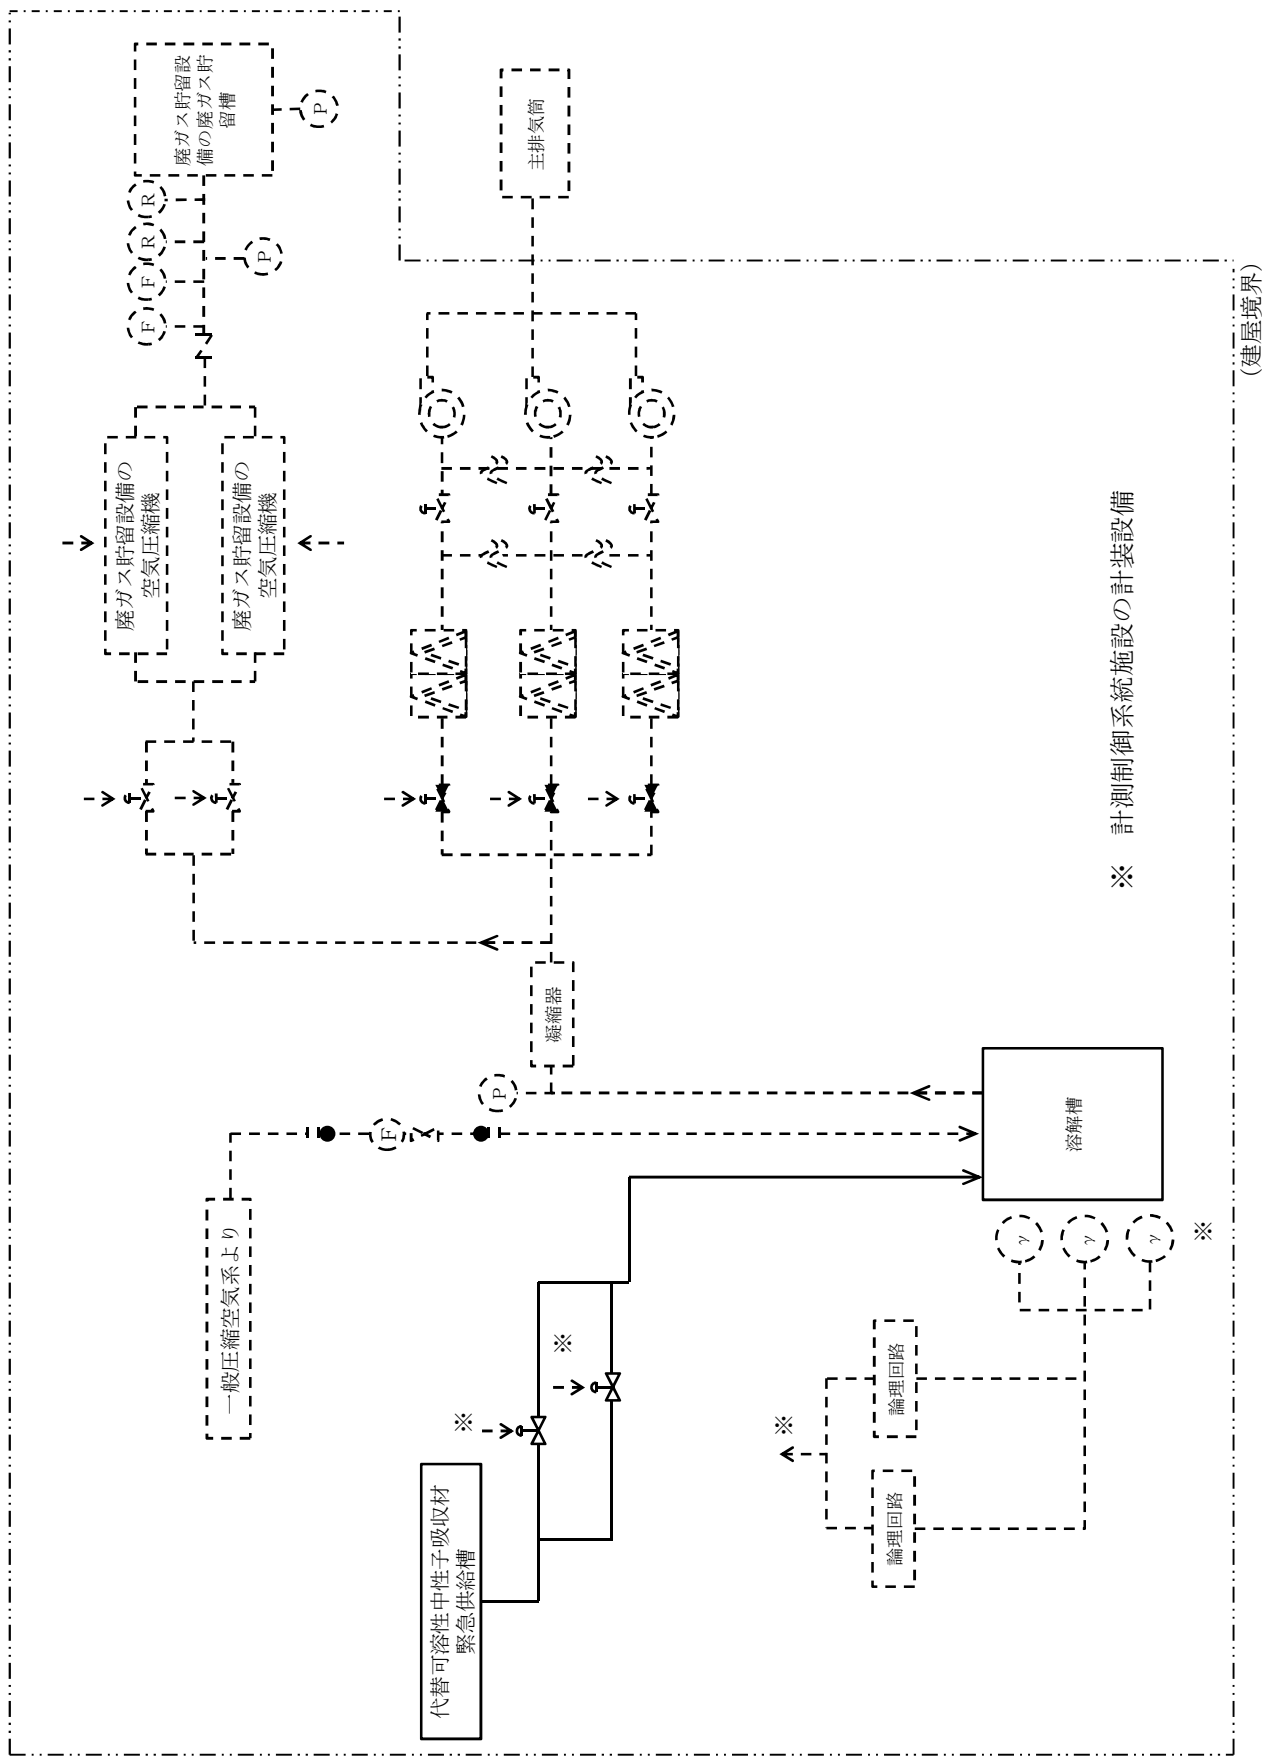 廃ガス貯留設
備の廃ガス貯
留槽
P
R
R
F
F
P
主排気筒
(建屋境界)
廃ガス貯留設備の
空気圧縮機
廃ガス貯留設備の
空気圧縮機
凝縮器
P
F
一般圧縮空気系より
溶解槽
γ
γ
γ
※
※
※
※
論理回路
論理回路
代替可溶性中性子吸収材
緊急供給槽
※　計測制御系統施設の計装設備